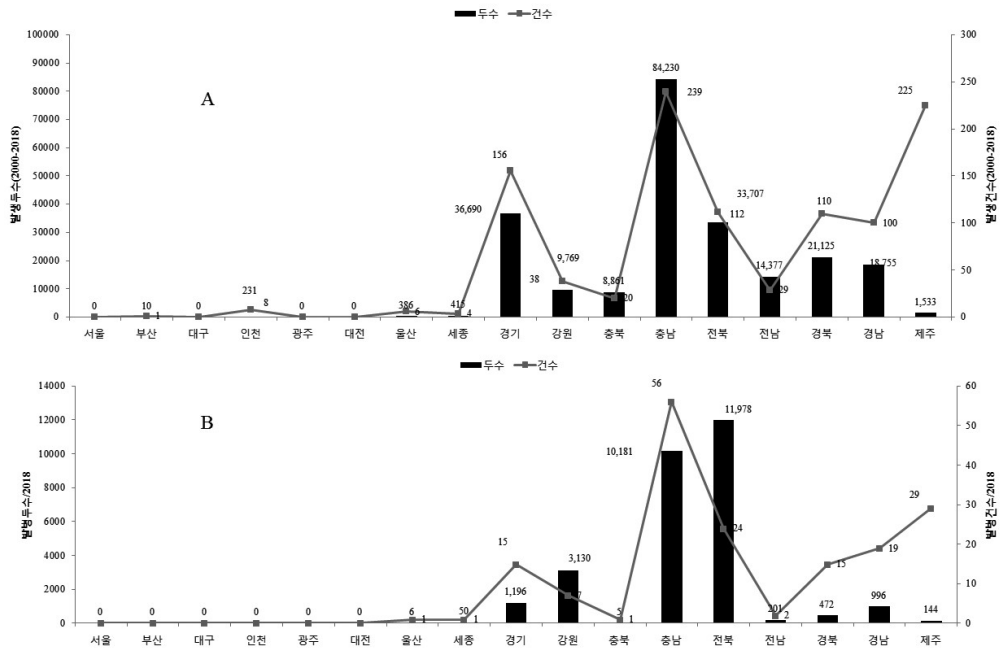 두수 건수
A
발생두수(2000-2018)
100000
90000
80000
70000
60000
50000
40000
30000
20000
10000
0
0 10 0 231 0 0 386 415 36,690 9,769 8,861 84,230 33,707 14,377 21,125 18,755 1,533
1 8 6 4 156 38 20 239 112 29 110 100 225
발생건수(2000-2018)
300
250
200
150
100
50
0
서울 부산 대구 인천 광주 대전 울산 세종 경기 강원 충북 충남 전북 전남 경북 경남 제주
두수 건수
B
발병두수/2018
14000
12000
10000
8000
6000
4000
2000
0
0 0 0 0 0 0 6 50 1,196 3,130 5 10,181 11,978 201 472 996 144
1 1 15 7 1 56 24 2 15 19 29
발병건수/2018
60
50
40
30
20
10
0
서울 부산 대구 인천 광주 대전 울산 세종 경기 강원 충북 충남 전북 전남 경북 경남 제주